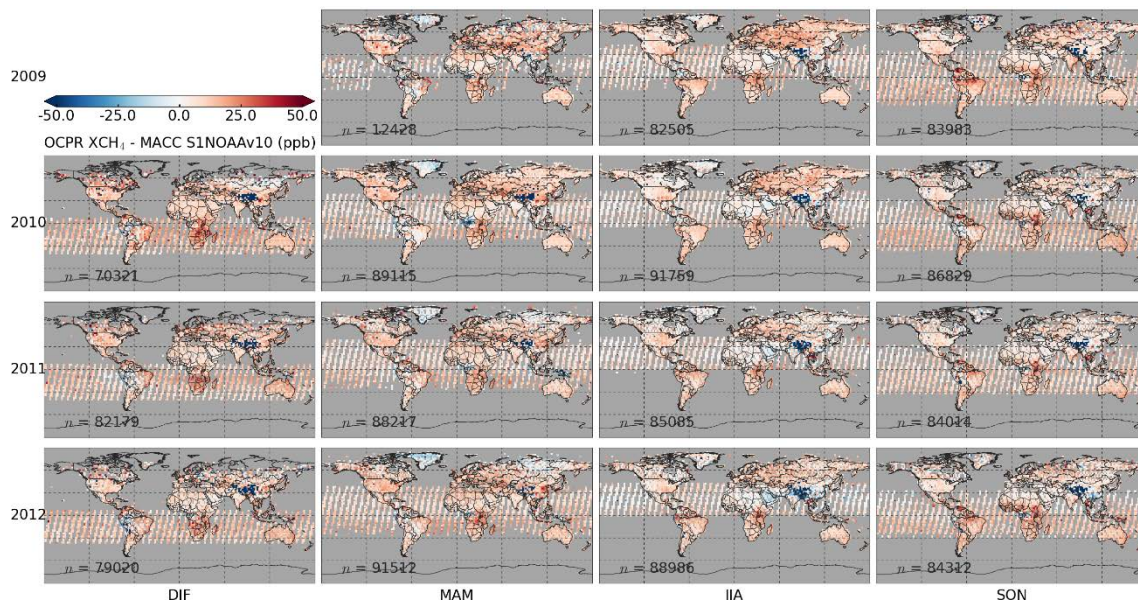 2009
-50.0 -25.0 0.0 25.0 50.0
OCPR XCH₄ - MACC S1NOAAv10 (ppb)
n = 12428
n = 82505
n = 83983
2010
n = 70321
n = 89115
n = 91759
n = 86829
2011
n = 82179
n = 88217
n = 85085
n = 84014
2012
n = 79020
n = 91512
n = 88986
n = 84312
DJF MAM JJA SON